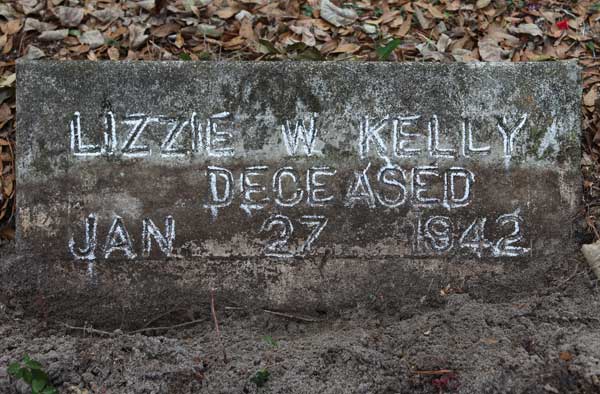 LIZZIE W KELLY
DECEASED
JAN 27 1942